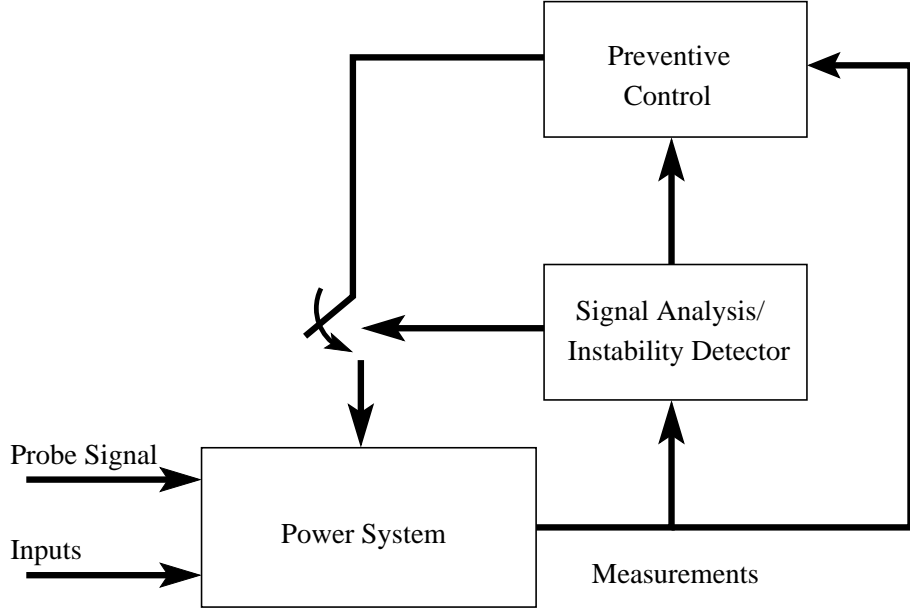 Preventive
Control
Signal Analysis/
Instability Detector
Probe Signal
Power System
Inputs
Measurements